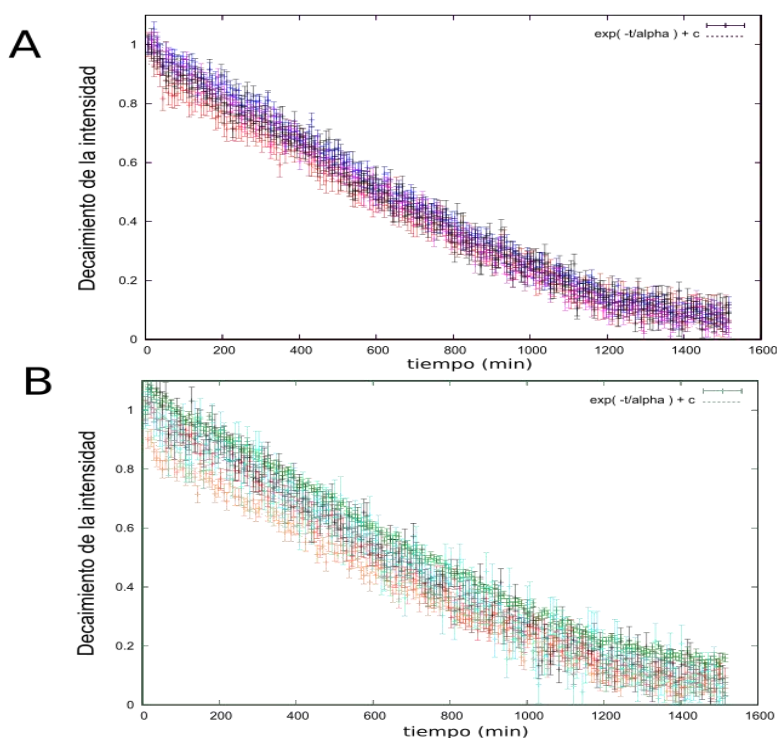 A
exp( -t/alpha ) + c
Decaimiento de la intensidad
1
0.8
0.6
0.4
0.2
0
0 200 400 600 800 1000 1200 1400 1600
tiempo (min)
B
exp( -t/alpha ) + c
Decaimiento de la intensidad
1
0.8
0.6
0.4
0.2
0
0 200 400 600 800 1000 1200 1400 1600
tiempo (min)